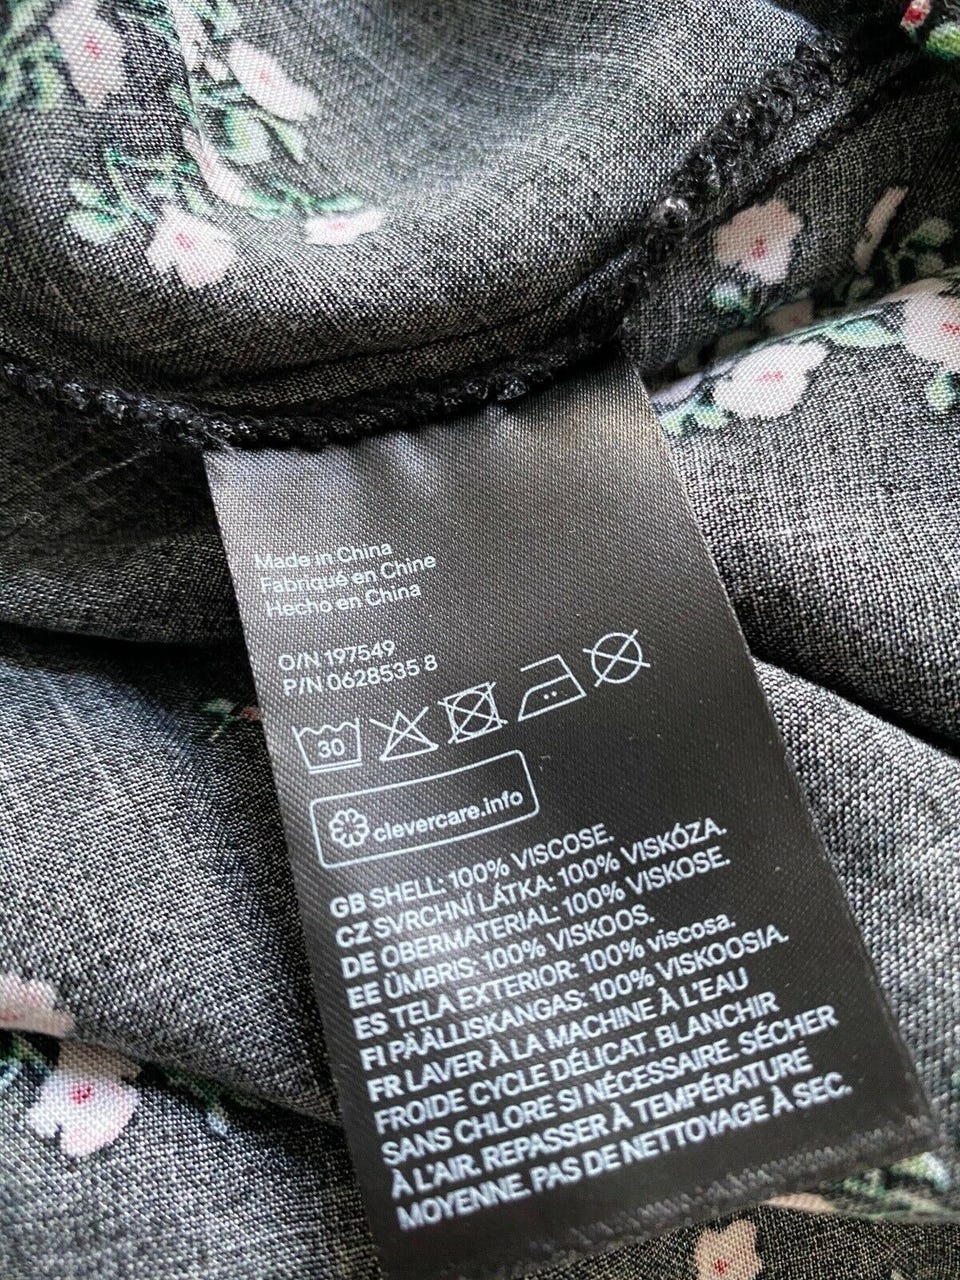 Made in China
Fabriqué en Chine
Hecho en China
O/N 197549
P/N 0628535 8
30
clevercare.info
GB SHELL: 100% VISCOSE.
CZ SVRCHNÍ LÁTKA: 100% VISKÓZA.
DE OBERMATERIAL: 100% VISKOSE.
EE ÜMBRIS: 100% VISKOOS.
ES TELA EXTERIOR: 100% viscosa.
FI PÄÄLLISKANGAS: 100% VISKOOSIA.
FR LAVER À LA MACHINE À L'EAU
FROIDE CYCLE DÉLICAT. BLANCHIR
SANS CHLORE SI NÉCESSAIRE. SÉCHER
À L'AIR. REPASSER À TEMPÉRATURE
MOYENNE. PAS DE NETTOYAGE À SEC.